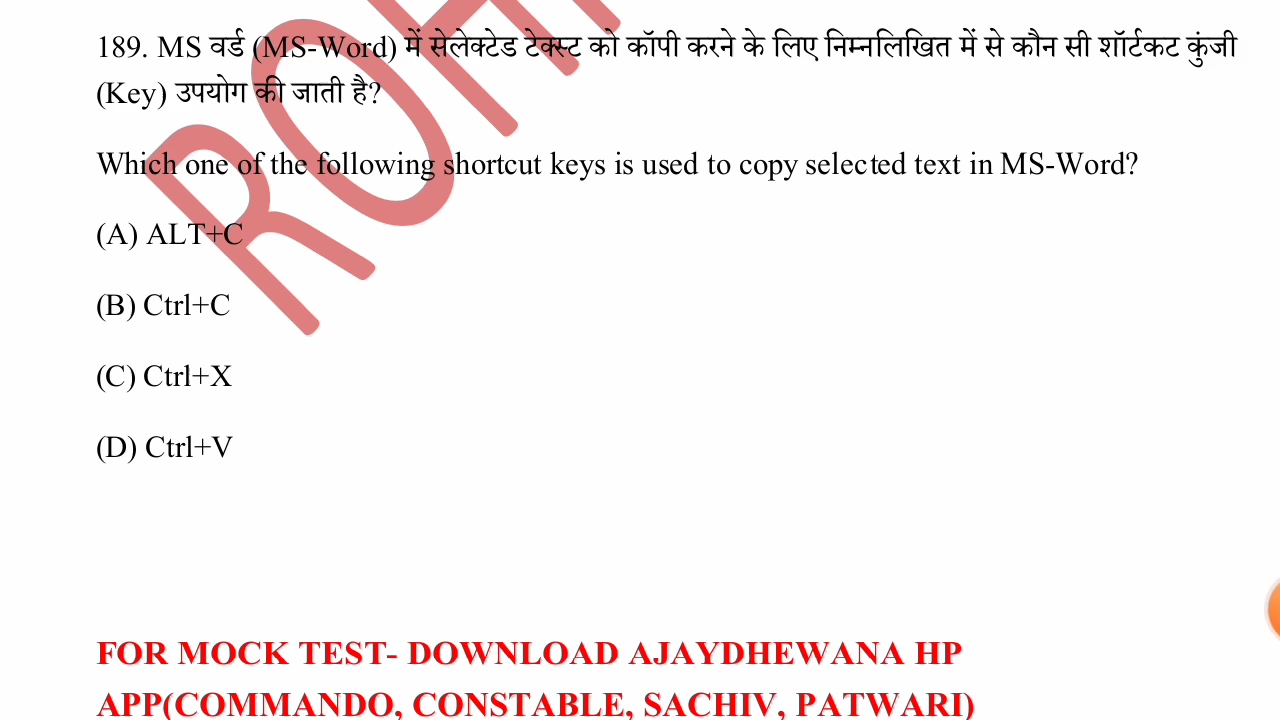 189. MS वर्ड (MS-Word) में सेलेक्टेड टेक्स्ट को कॉपी करने के लिए निम्नलिखित में से कौन सी शॉर्टकट कुंजी
(Key) उपयोग की जाती है?
Which one of the following shortcut keys is used to copy selected text in MS-Word?
(A) ALT+C
(B) Ctrl+C
(C) Ctrl+X
(D) Ctrl+V
FOR MOCK TEST- DOWNLOAD AJAYDHEWANA HP
APP(COMMANDO, CONSTABLE, SACHIV, PATWARI)